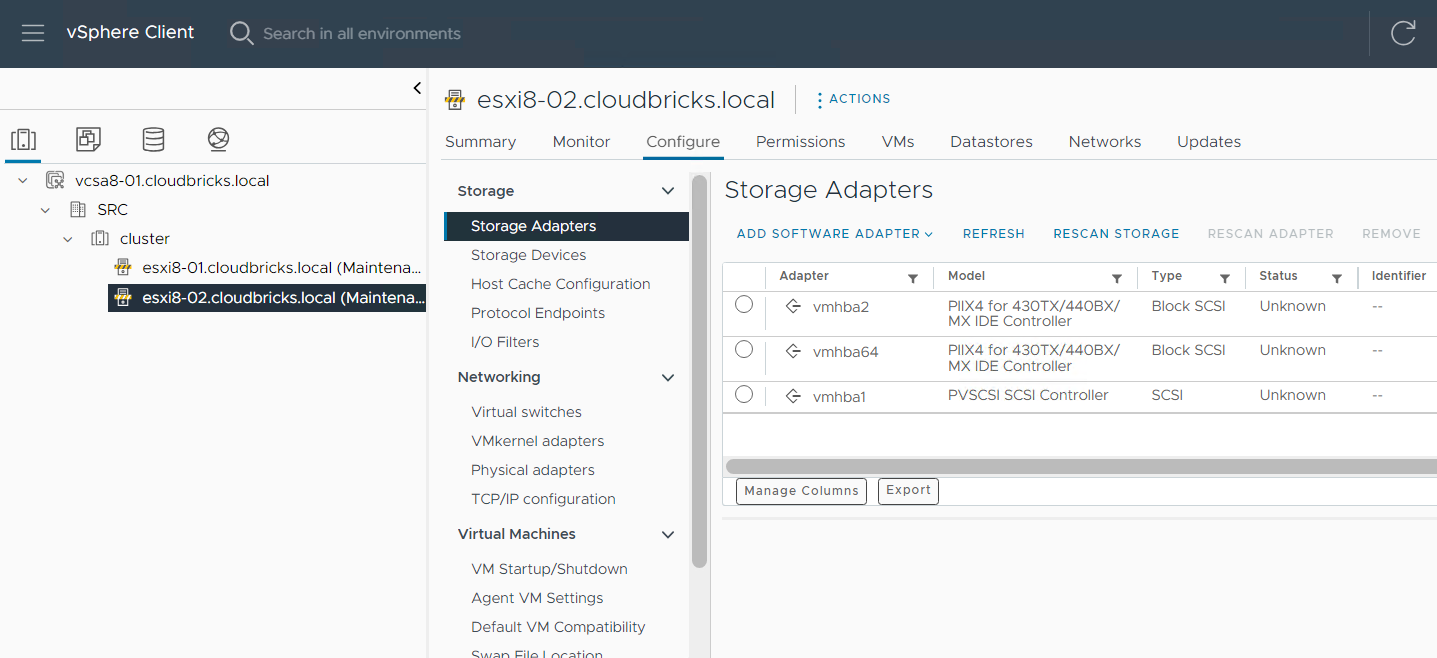 vSphere Client
Search in all environments
vcsa8-01.cloudbricks.local
SRC
cluster
esxi8-01.cloudbricks.local (Maintena...
esxi8-02.cloudbricks.local (Maintena...
esxi8-02.cloudbricks.local
ACTIONS
Summary Monitor Configure Permissions VMs Datastores Networks Updates
Storage
Storage Adapters
Storage Devices
Host Cache Configuration
Protocol Endpoints
I/O Filters
Networking
Virtual switches
VMkernel adapters
Physical adapters
TCP/IP configuration
Virtual Machines
VM Startup/Shutdown
Agent VM Settings
Default VM Compatibility
Swap File Location
Storage Adapters
ADD SOFTWARE ADAPTER REFRESH RESCAN STORAGE RESCAN ADAPTER REMOVE
Adapter Model Type Status Identifier
vmhba2 PIIX4 for 430TX/440BX/ Block SCSI Unknown --
MX IDE Controller
vmhba64 PIIX4 for 430TX/440BX/ Block SCSI Unknown --
MX IDE Controller
vmhba1 PVSCSI SCSI Controller SCSI Unknown --
Manage Columns Export